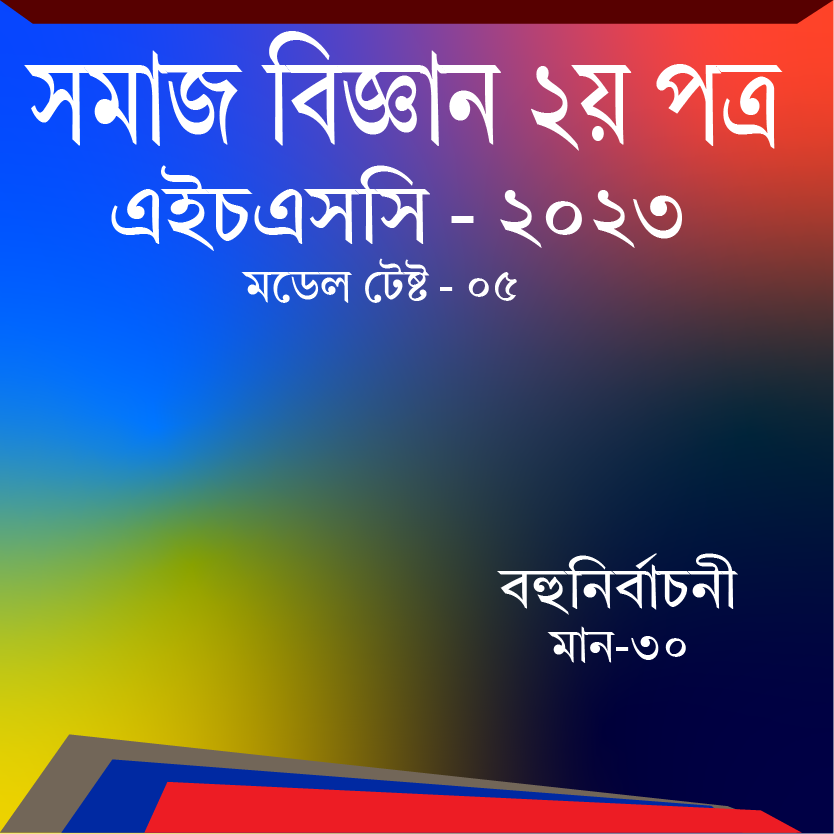 সমাজ বিজ্ঞান ২য় পত্র
এইচএসসি - ২০২৩
মডেল টেষ্ট - ০৫
বহুনির্বাচনী
মান-৩০